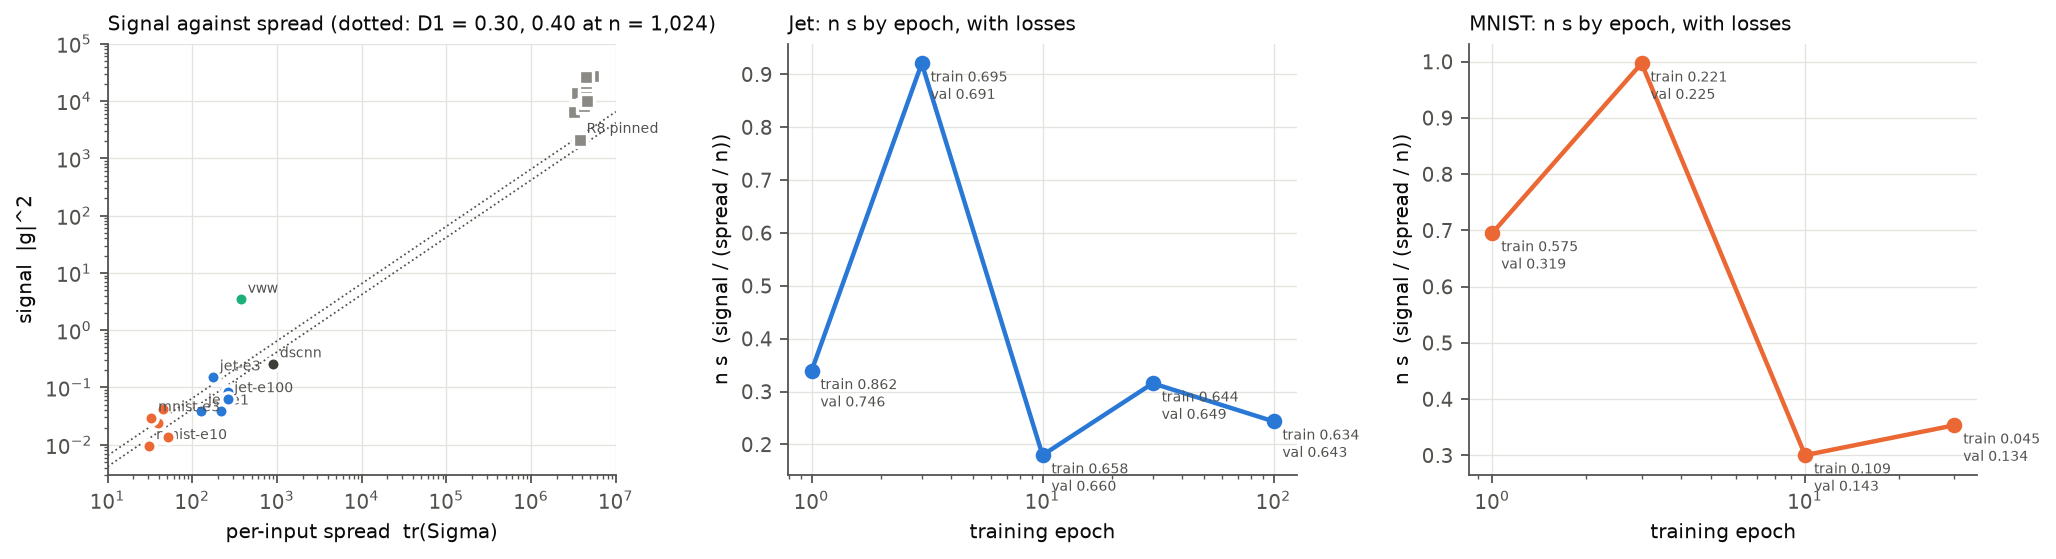 Signal against spread (dotted: D1 = 0.30, 0.40 at n = 1,024)
10^5
10^4
10^3
10^2
10^1
10^0
10^−1
10^−2
signal |g|^2
R8 pinned
vww
dscnn
jet-e3
jet-e100
mnist-e3
mnist-e10
10^1
10^2
10^3
10^4
10^5
10^6
10^7
per-input spread tr(Sigma)
Jet: n s by epoch, with losses
0.9
0.8
0.7
0.6
0.5
0.4
0.3
0.2
n s (signal / (spread / n))
train 0.695
val 0.691
train 0.862
val 0.746
train 0.644
val 0.649
train 0.634
val 0.643
train 0.658
val 0.660
10^0
10^1
10^2
training epoch
MNIST: n s by epoch, with losses
1.0
0.9
0.8
0.7
0.6
0.5
0.4
0.3
n s (signal / (spread / n))
train 0.221
val 0.225
train 0.575
val 0.319
train 0.045
val 0.134
train 0.109
val 0.143
10^0
10^1
training epoch